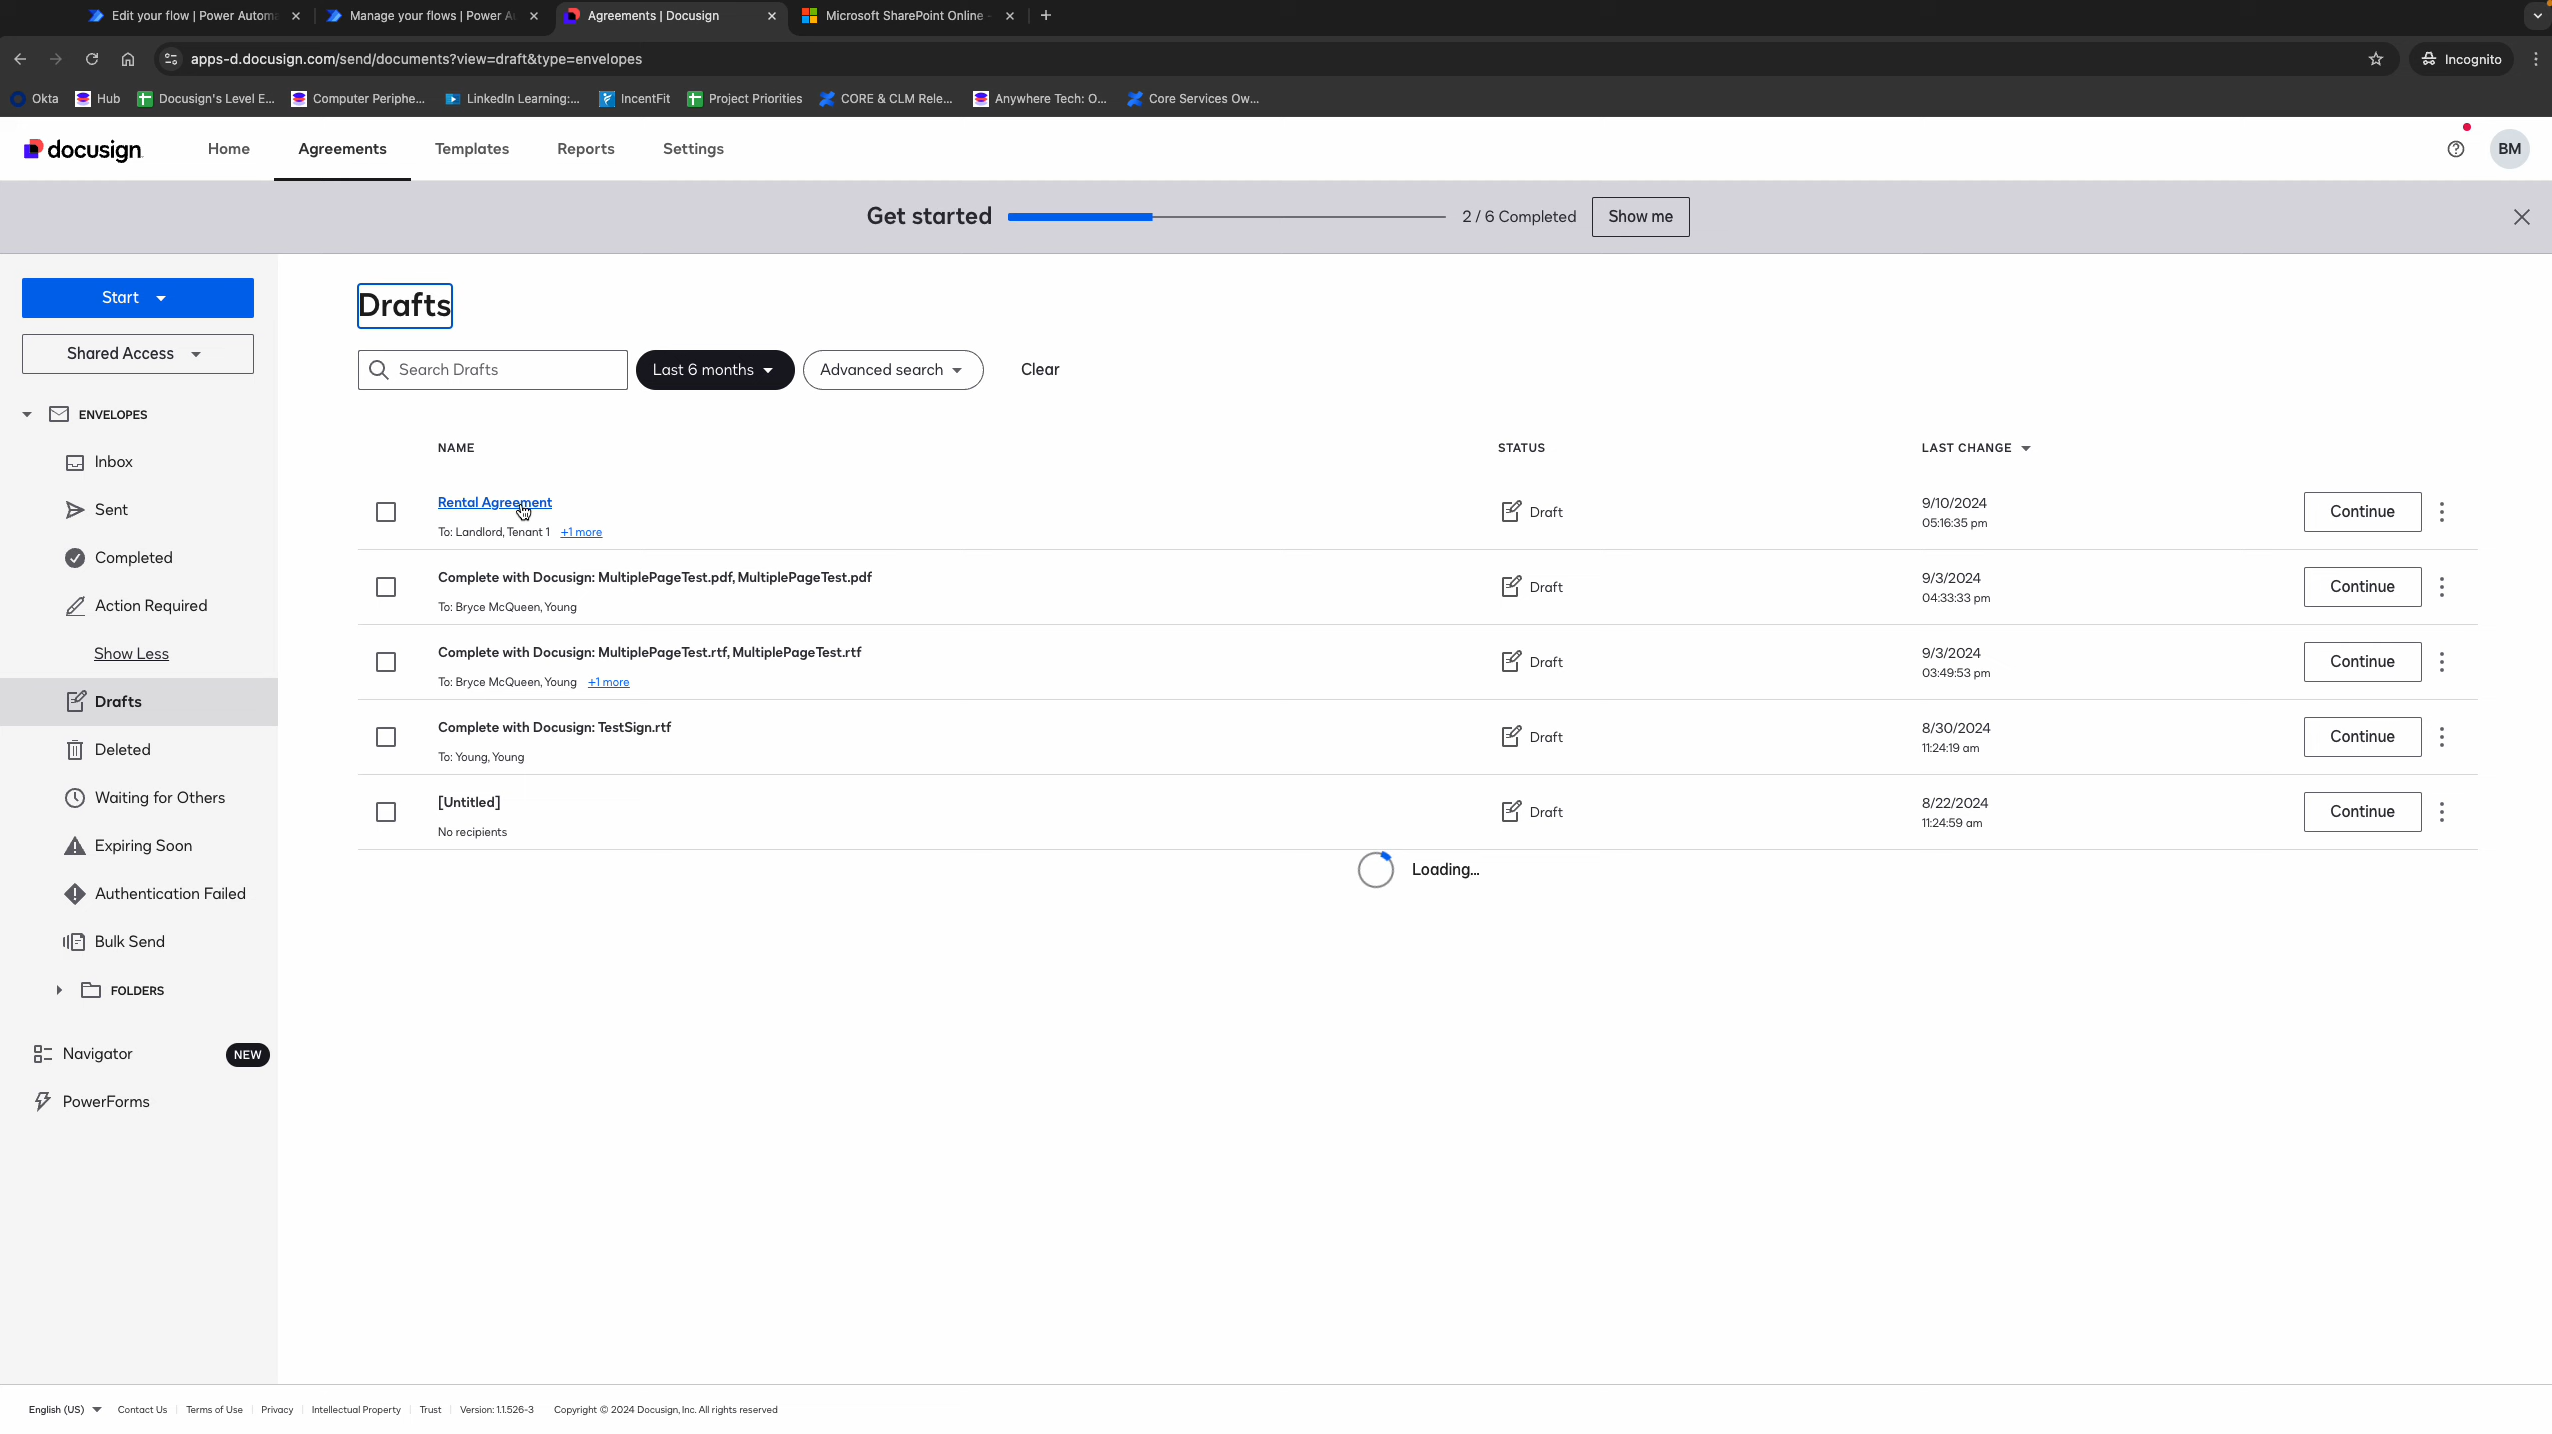 Edit your flow | Power Automa
Manage your flows | Power Au
Agreements | Docusign
Microsoft SharePoint Online -
apps-d.docusign.com/send/documents?view=draft&type=envelopes
Incognito
Okta
Hub
Docusign's Level E...
Computer Periphe...
LinkedIn Learning:...
IncentFit
Project Priorities
CORE & CLM Rele...
Anywhere Tech: O...
Core Services Ow...
docusign
Home
Agreements
Templates
Reports
Settings
BM
Get started
2 / 6 Completed
Show me
Start
Shared Access
ENVELOPES
Inbox
Sent
Completed
Action Required
Show Less
Drafts
Deleted
Waiting for Others
Expiring Soon
Authentication Failed
Bulk Send
FOLDERS
Navigator
NEW
PowerForms
Drafts
Search Drafts
Last 6 months
Advanced search
Clear
NAME
STATUS
LAST CHANGE
Rental Agreement
To: Landlord, Tenant 1 +1 more
Draft
9/10/2024
05:16:35 pm
Continue
Complete with Docusign: MultiplePageTest.pdf, MultiplePageTest.pdf
To: Bryce McQueen, Young
Draft
9/3/2024
04:33:33 pm
Continue
Complete with Docusign: MultiplePageTest.rtf, MultiplePageTest.rtf
To: Bryce McQueen, Young +1 more
Draft
9/3/2024
03:49:53 pm
Continue
Complete with Docusign: TestSign.rtf
To: Young, Young
Draft
8/30/2024
11:24:19 am
Continue
[Untitled]
No recipients
Draft
8/22/2024
11:24:59 am
Continue
Loading...
English (US)
Contact Us
Terms of Use
Privacy
Intellectual Property
Trust
Version: 1.1.526-3
Copyright © 2024 Docusign, Inc. All rights reserved